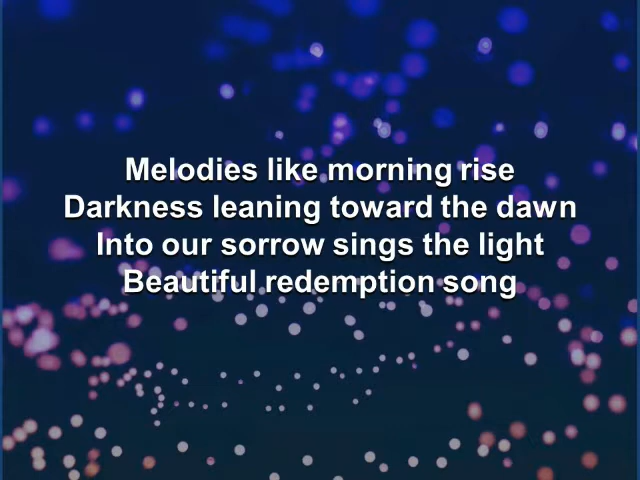 Melodies like morning rise
Darkness leaning toward the dawn
Into our sorrow sings the light
Beautiful redemption song